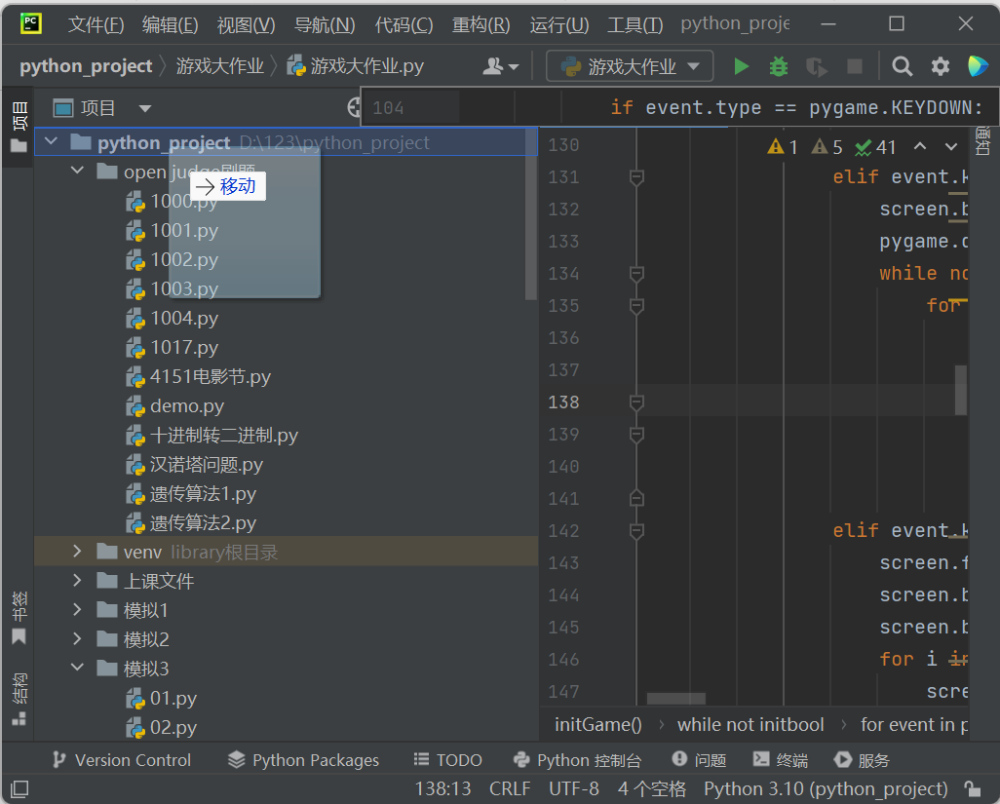 PC 文件(F) 编辑(E) 视图(V) 导航(N) 代码(C) 重构(R) 运行(U) 工具(T) python_proje
python_project 游戏大作业 游戏大作业.py 游戏大作业
项目
项目
104 if event.type == pygame.KEYDOWN:
通知
python_project D:\123\python_project
open judge刷题
移动
1000.py
1001.py
1002.py
1003.py
1004.py
1017.py
4151电影节.py
demo.py
十进制转二进制.py
汉诺塔问题.py
遗传算法1.py
遗传算法2.py
venv library根目录
上课文件
模拟1
模拟2
模拟3
01.py
02.py
书签
结构
1 5 41
130
131 elif event.k
132 screen.b
133 pygame.d
134 while no
135 for
136
137
138
139
140
141
142 elif event.k
143 screen.f
144 screen.b
145 screen.b
146 for i in
147 scre
initGame() while not initbool for event in p
Version Control Python Packages TODO Python 控制台 问题 终端 服务
138:13 CRLF UTF-8 4 个空格 Python 3.10 (python_project)